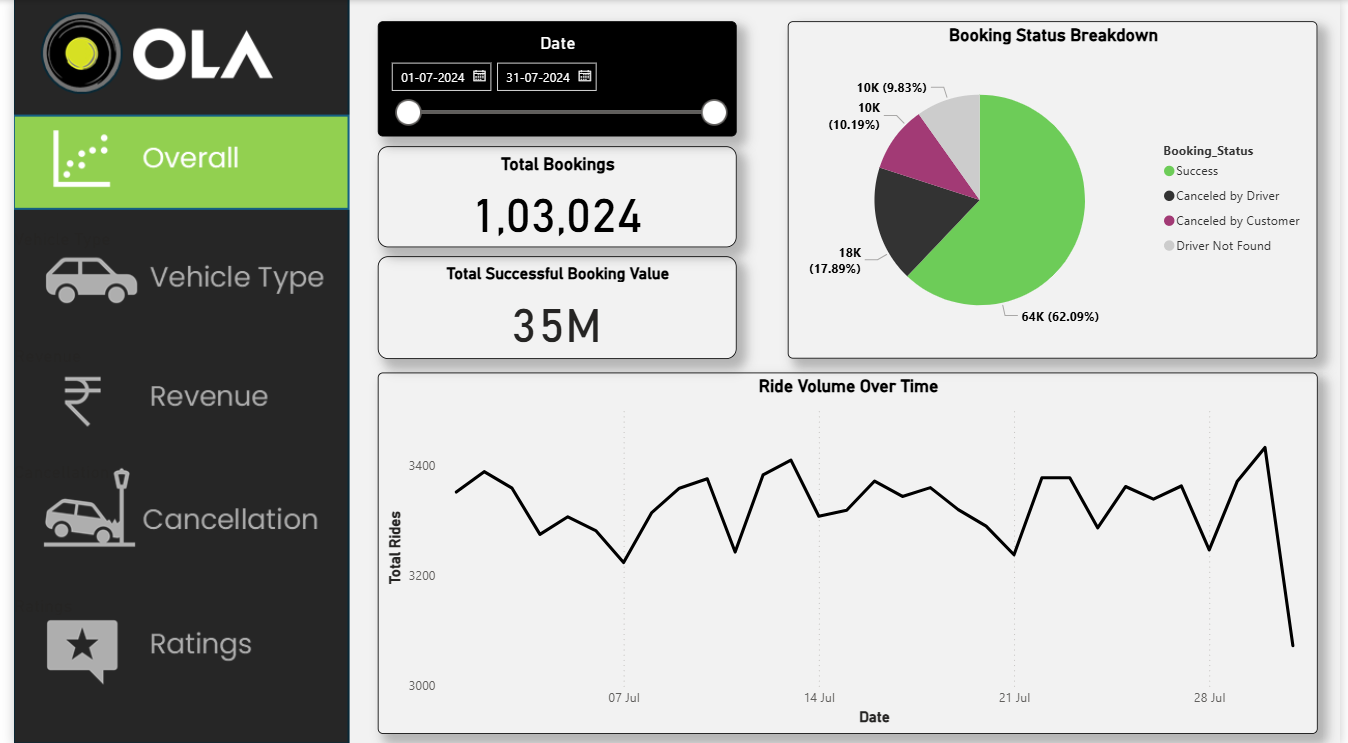 OLA
Overall
Vehicle Type
Revenue
Cancellation
Ratings
Date
01-07-2024
31-07-2024
Total Bookings
1,03,024
Total Successful Booking Value
35M
Booking Status Breakdown
10K (9.83%)
10K
(10.19%)
18K
(17.89%)
64K (62.09%)
Booking_Status
Success
Canceled by Driver
Canceled by Customer
Driver Not Found
Ride Volume Over Time
Total Rides
3400
3200
3000
07 Jul
14 Jul
21 Jul
28 Jul
Date